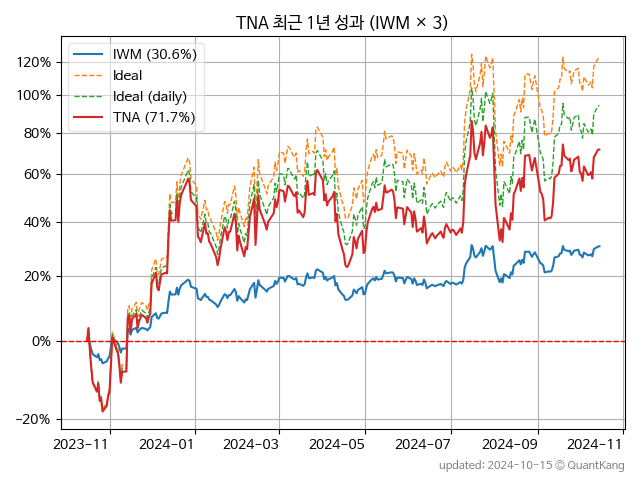 TNA 최근 1년 성과 (IWM × 3)
IWM (30.6%)
Ideal
Ideal (daily)
TNA (71.7%)
120%
100%
80%
60%
40%
20%
0%
−20%
2023-11 2024-01 2024-03 2024-05 2024-07 2024-09 2024-11
updated: 2024-10-15 © QuantKang